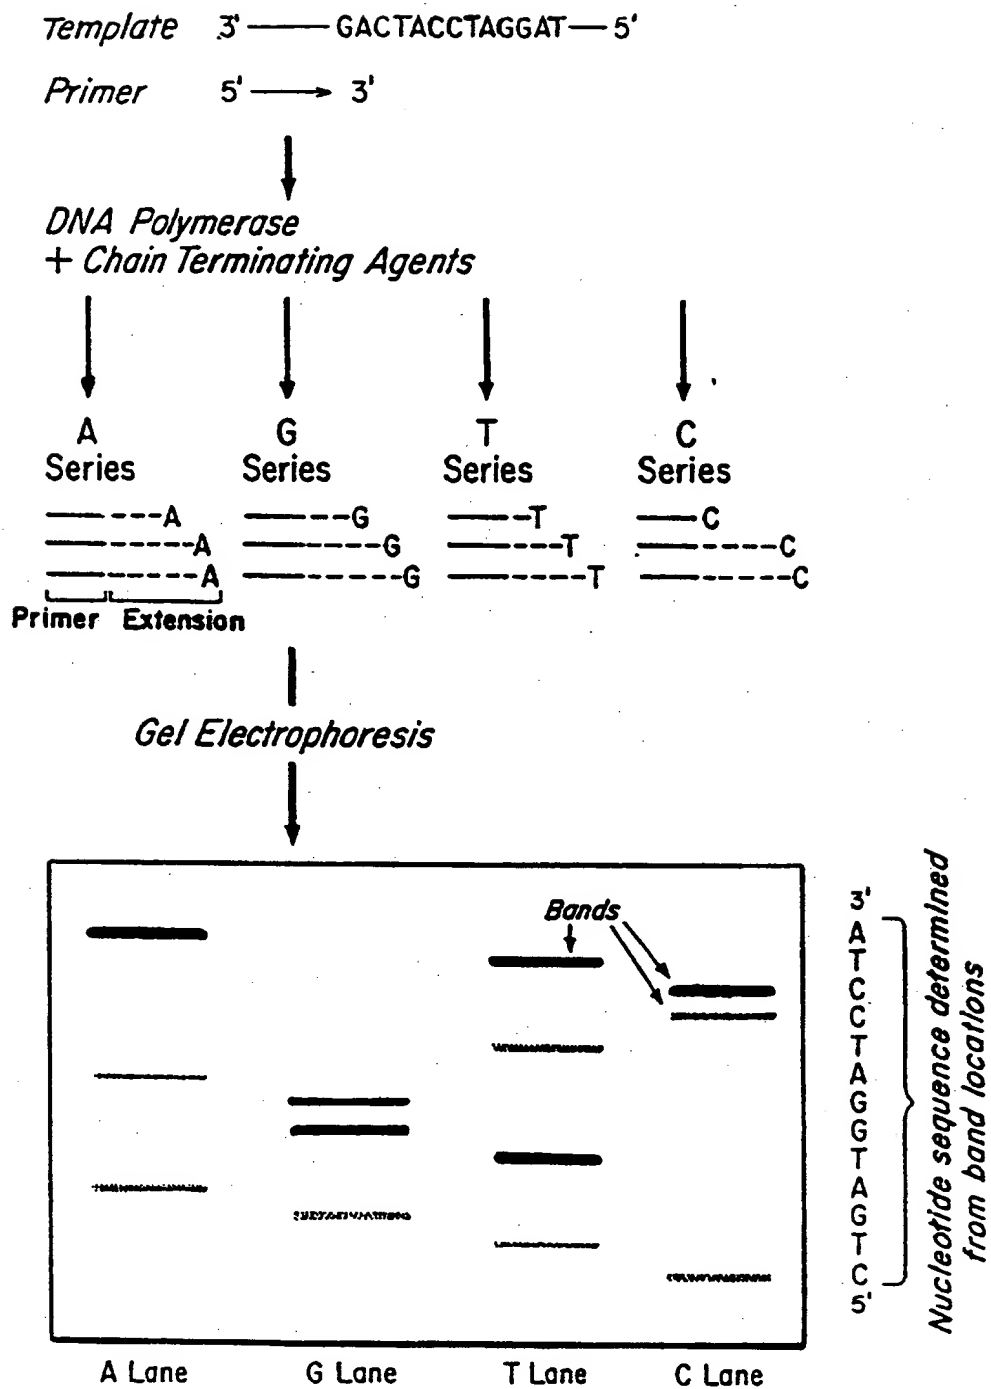 Template 3' GACTACCTAGGAT 5'
Primer 5' 3'
DNA Polymerase
+ Chain Terminating Agents
A G T C
Series Series Series Series
A G T C
A G T C
A G T C
Primer Extension
Gel Electrophoresis
Bands
3'
A
T
C
C
T
A
G
G
T
A
G
T
C
5'
Nucleotide sequence determined
from band locations
A Lane G Lane T Lane C Lane